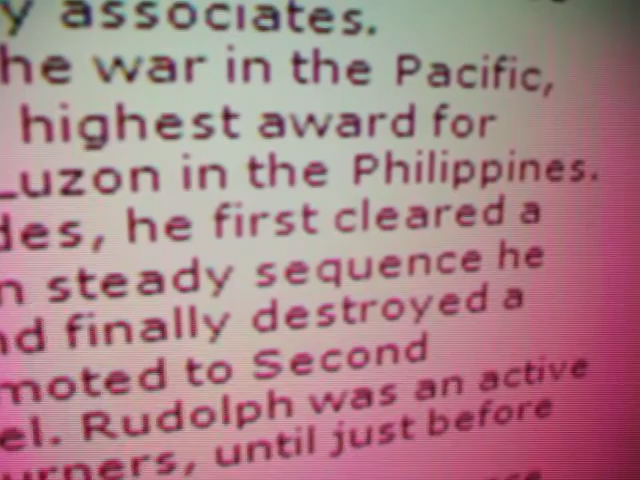 y associates.
he war in the Pacific,
highest award for
Luzon in the Philippines.
des, he first cleared a
n steady sequence he
nd finally destroyed a
moted to Second
el. Rudolph was an active
urners, until just before